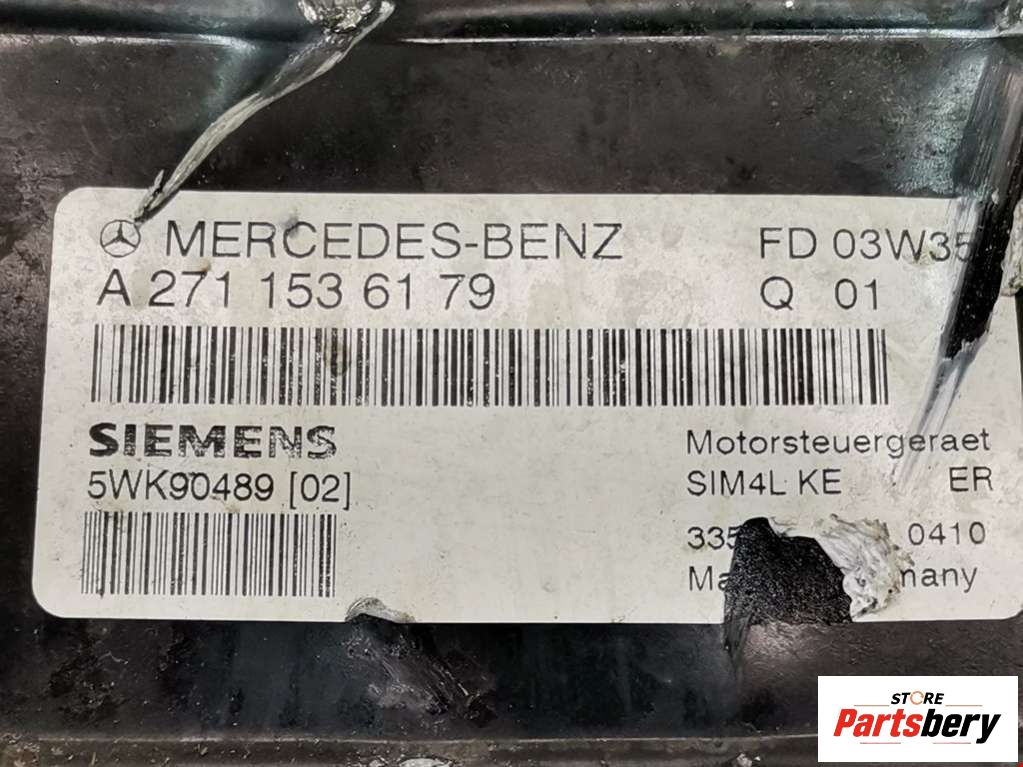 MERCEDES-BENZ FD 03W35
A 271 153 61 79 Q 01
SIEMENS Motorsteuergeraet
5WK90489 [02] SIM4L KE ER
0410
STORE
Partsbery